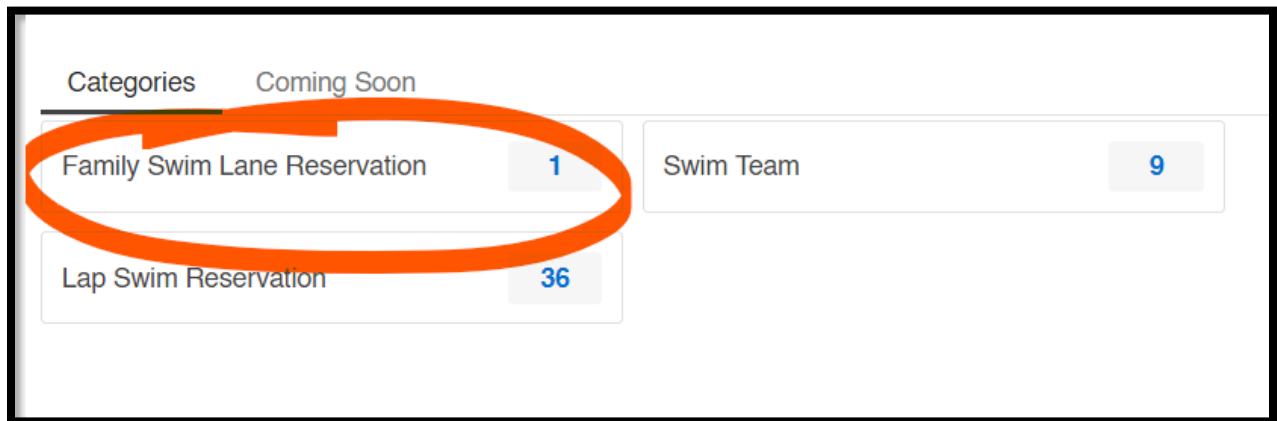 Categories Coming Soon
Family Swim Lane Reservation 1
Swim Team 9
Lap Swim Reservation 36